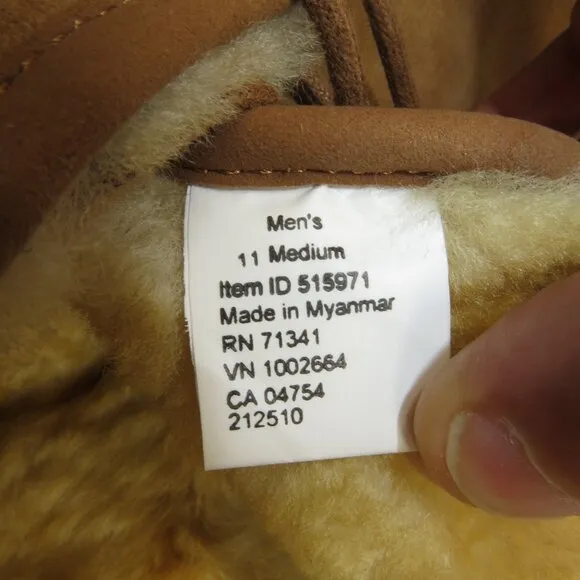 Men's
11 Medium
Item ID 515971
Made in Myanmar
RN 71341
VN 1002664
CA 04754
212510